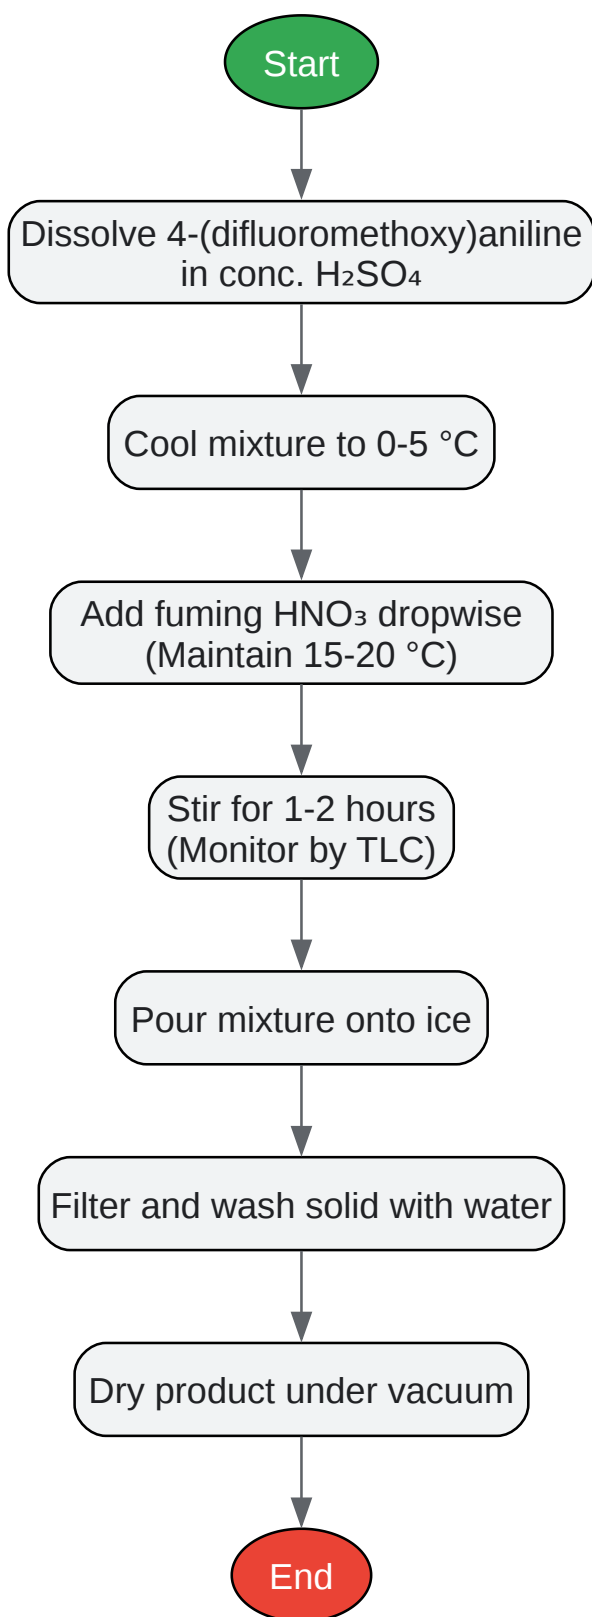 Start
Dissolve 4-(difluoromethoxy)aniline
in conc. H₂SO₄
Cool mixture to 0-5 °C
Add fuming HNO₃ dropwise
(Maintain 15-20 °C)
Stir for 1-2 hours
(Monitor by TLC)
Pour mixture onto ice
Filter and wash solid with water
Dry product under vacuum
End